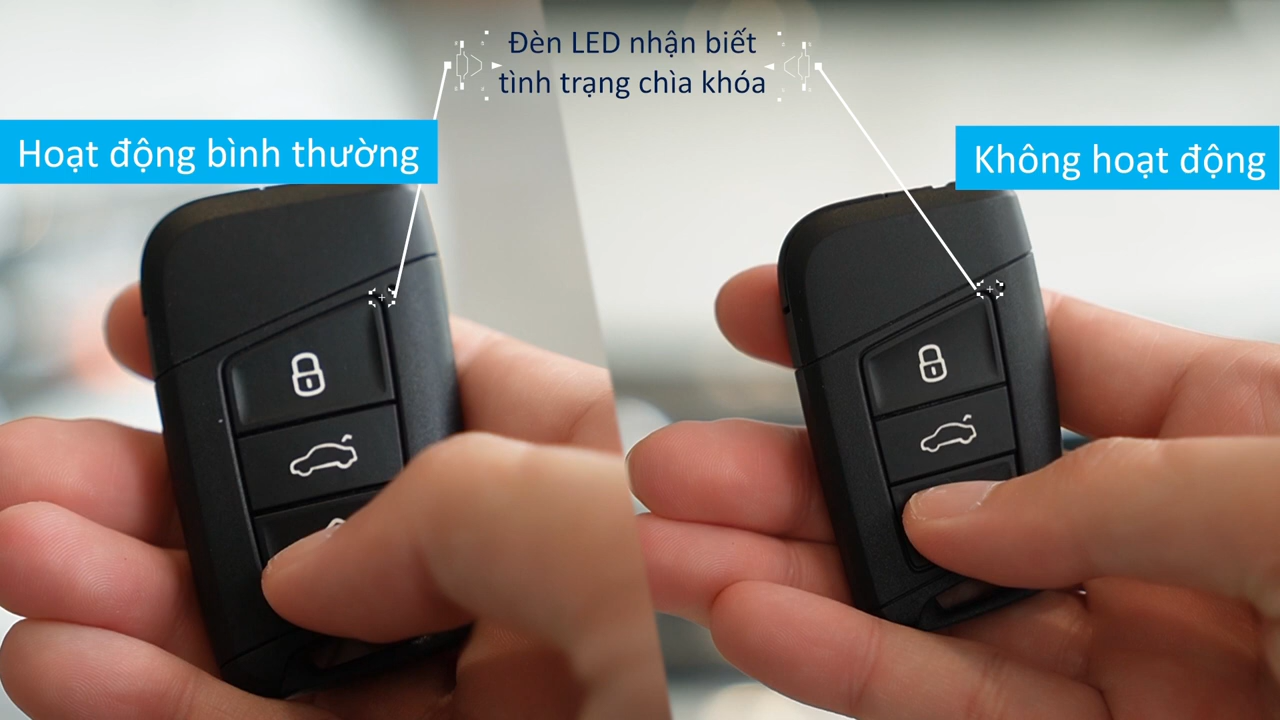 Đèn LED nhận biết
tình trạng chìa khóa
Hoạt động bình thường
Không hoạt động